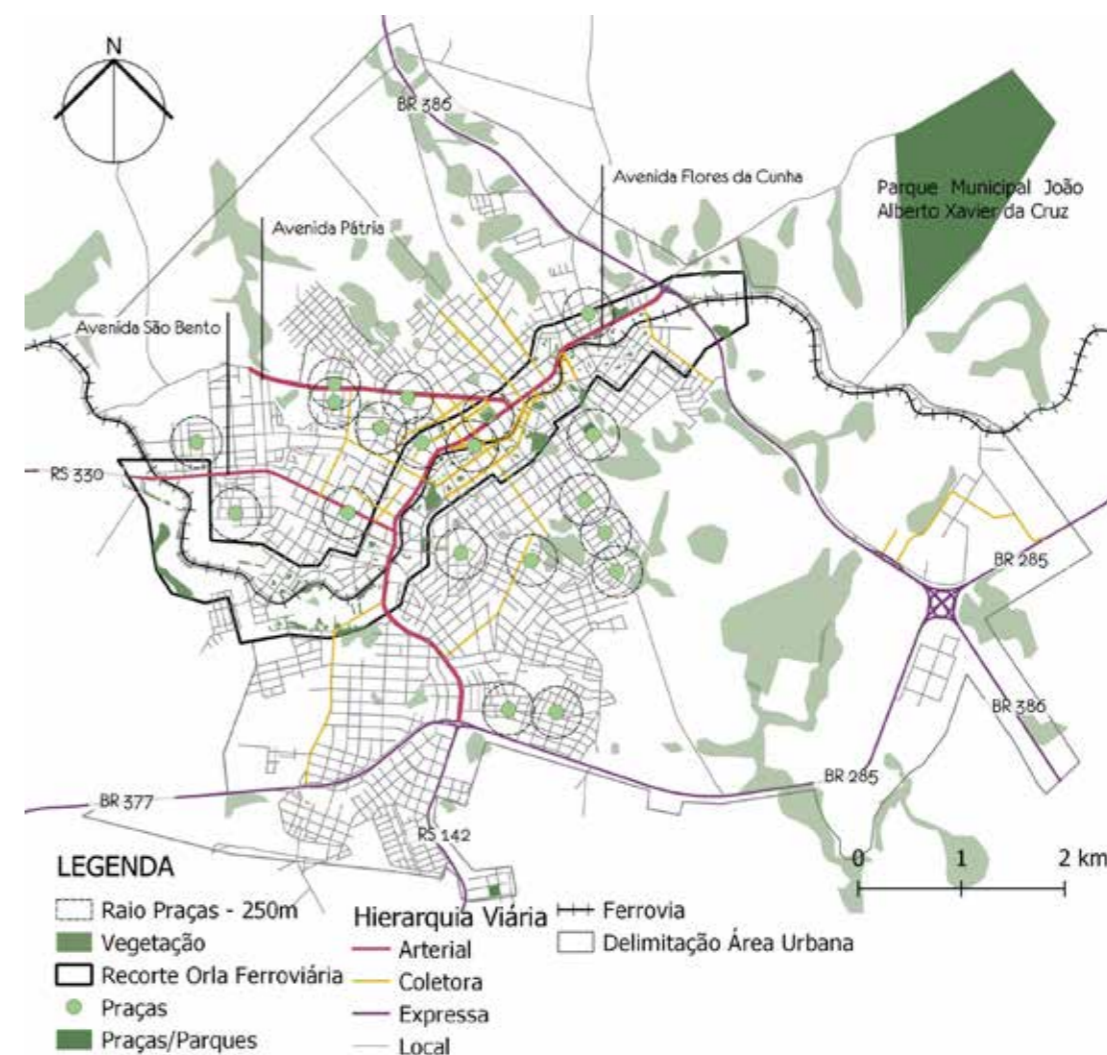 N
BR 386
Avenida Flores da Cunha
Parque Municipal João
Alberto Xavier da Cruz
Avenida Pátria
Avenida São Bento
RS 330
BR 285
BR 386
BR 285
BR 377
RS 142
0 1 2 km
LEGENDA
Raio Praças - 250m
Vegetação
Recorte Orla Ferroviária
Praças
Praças/Parques
Hierarquia Viária
Arterial
Coletora
Expressa
Local
Ferrovia
Delimitação Área Urbana